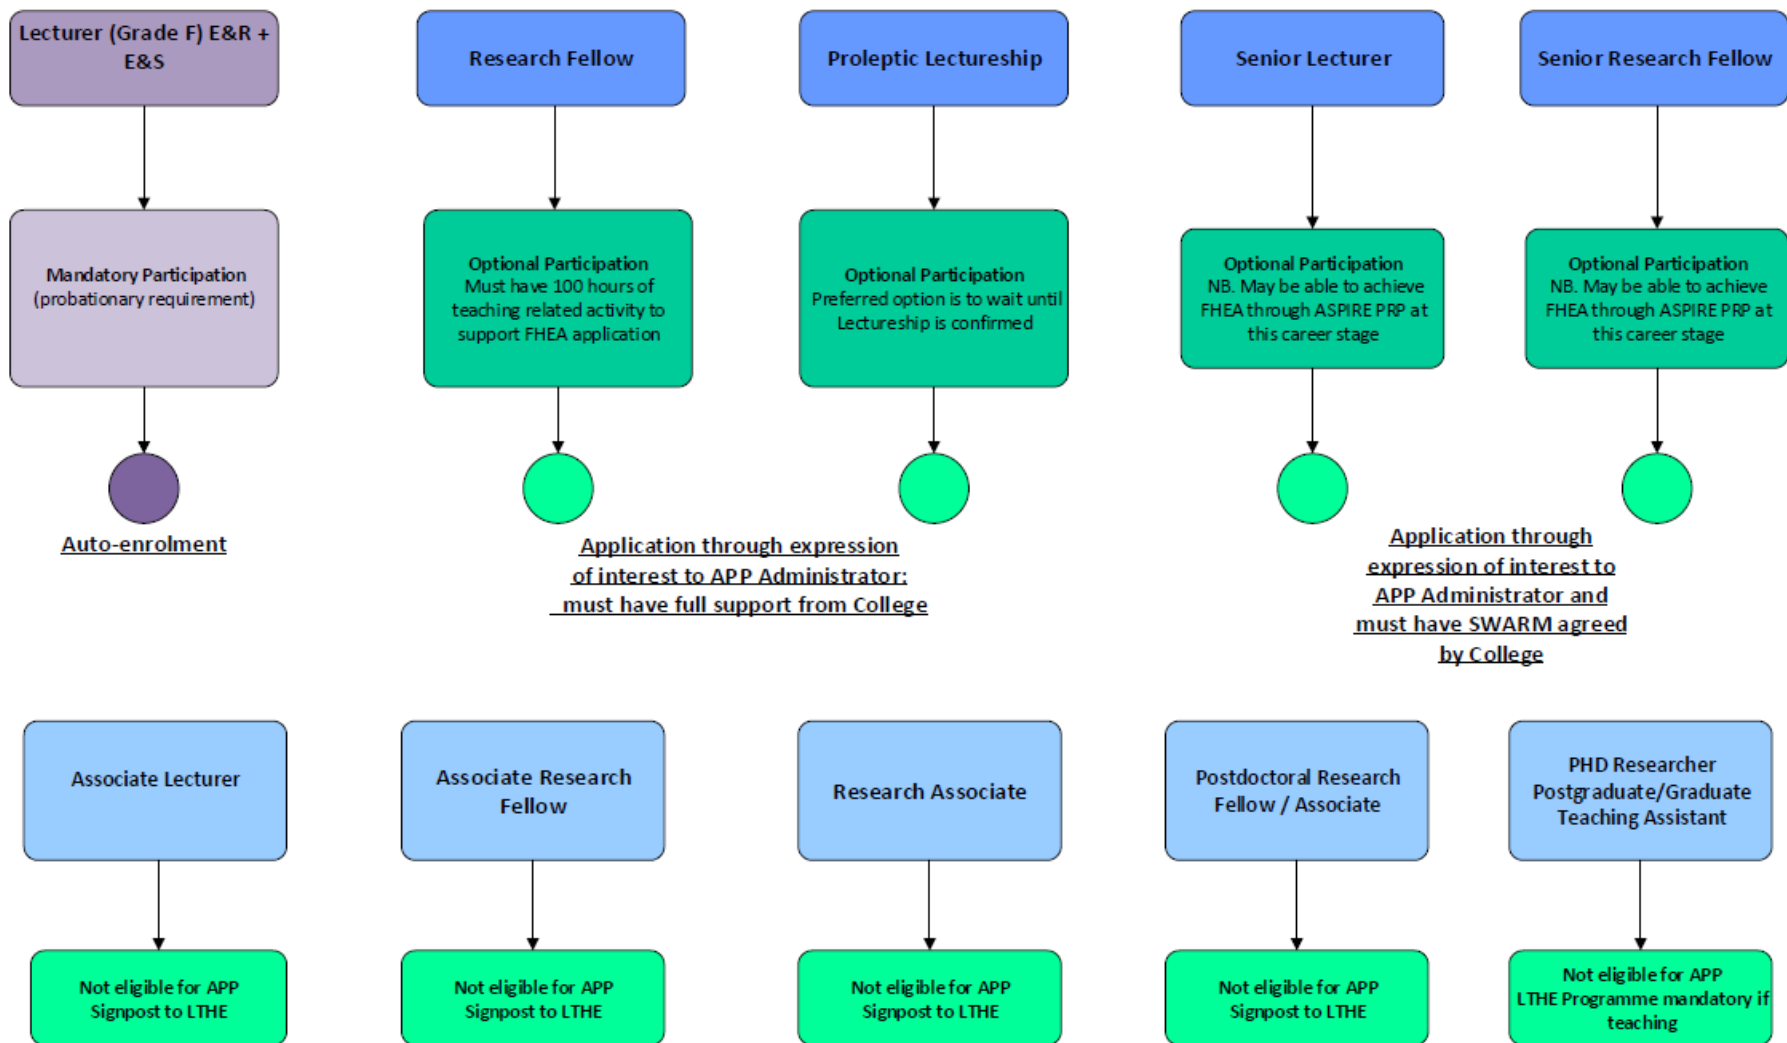 Lecturer (Grade F) E&R +
E&S
Research Fellow
Proleptic Lectureship
Senior Lecturer
Senior Research Fellow
Mandatory Participation
(probationary requirement)
Optional Participation
Must have 100 hours of
teaching related activity to
support FHEA application
Optional Participation
Preferred option is to wait until
Lectureship is confirmed
Optional Participation
NB. May be able to achieve
FHEA through ASPIRE PRP at
this career stage
Optional Participation
NB. May be able to achieve
FHEA through ASPIRE PRP at
this career stage
Auto-enrolment
Application through expression
of interest to APP Administrator:
must have full support from College
Application through
expression of interest to
APP Administrator and
must have SWARM agreed
by College
Associate Lecturer
Associate Research
Fellow
Research Associate
Postdoctoral Research
Fellow / Associate
PHD Researcher
Postgraduate/Graduate
Teaching Assistant
Not eligible for APP
Signpost to LTHE
Not eligible for APP
Signpost to LTHE
Not eligible for APP
Signpost to LTHE
Not eligible for APP
Signpost to LTHE
Not eligible for APP
LTHE Programme mandatory if
teaching